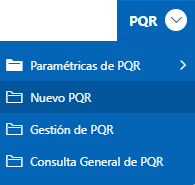 PQR
Paramétricas de PQR
Nuevo PQR
Gestión de PQR
Consulta General de PQR